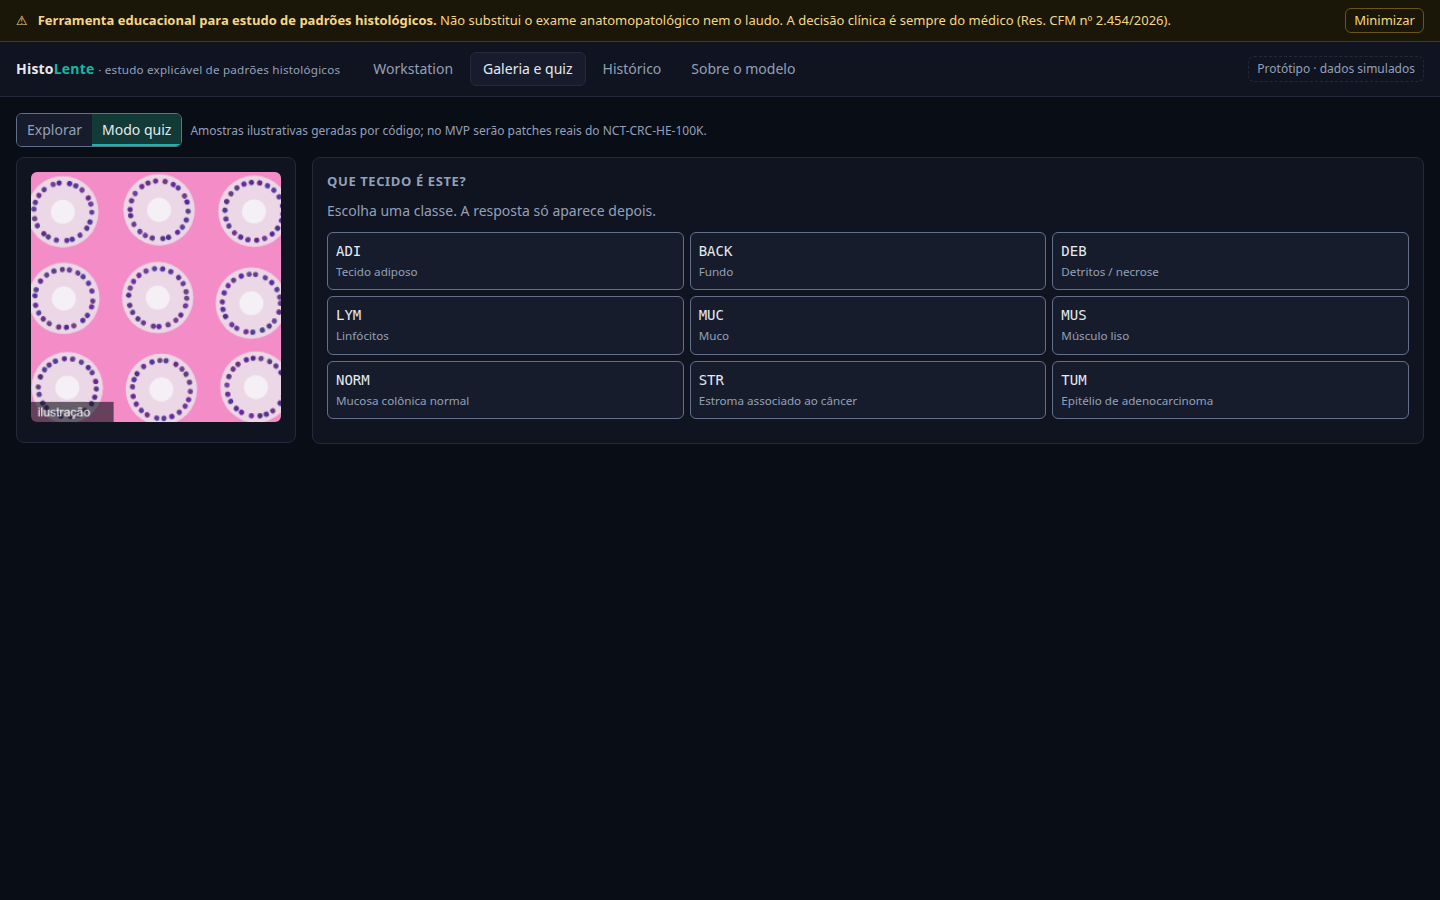 ⚠ Ferramenta educacional para estudo de padrões histológicos. Não substitui o exame anatomopatológico nem o laudo. A decisão clínica é sempre do médico (Res. CFM nº 2.454/2026). Minimizar
HistoLente · estudo explicável de padrões histológicos Workstation Galeria e quiz Histórico Sobre o modelo Protótipo · dados simulados
Explorar Modo quiz Amostras ilustrativas geradas por código; no MVP serão patches reais do NCT-CRC-HE-100K.
ilustração
QUE TECIDO É ESTE?
Escolha uma classe. A resposta só aparece depois.
ADI
Tecido adiposo
BACK
Fundo
DEB
Detritos / necrose
LYM
Linfócitos
MUC
Muco
MUS
Músculo liso
NORM
Mucosa colônica normal
STR
Estroma associado ao câncer
TUM
Epitélio de adenocarcinoma